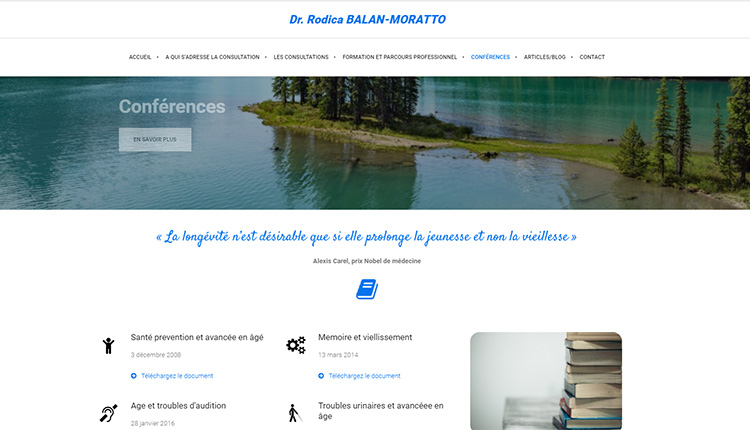 Dr. Rodica BALAN-MORATTO
ACCUEIL • A QUI S'ADRESSE LA CONSULTATION • LES CONSULTATIONS • FORMATION ET PARCOURS PROFESSIONNEL • CONFÉRENCES • ARTICLES/BLOG • CONTACT
Conférences
EN SAVOIR PLUS
« La longévité n'est désirable que si elle prolonge la jeunesse et non la vieillesse »
Alexis Carel, prix Nobel de médecine
Santé prevention et avancée en âgé
3 décembre 2008
Téléchargez le document
Memoire et viellissement
13 mars 2014
Téléchargez le document
Age et troubles d'audition
28 janvier 2016
Troubles urinaires et avancéee en
âge